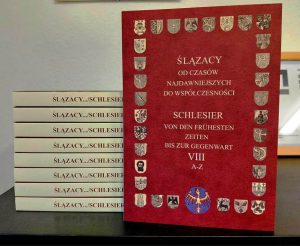 ŚLĄZACY
OD CZASÓW
NAJDAWNIEJSZYCH
DO WSPÓŁCZESNOŚCI
SCHLESIER
VON DEN FRÜHESTEN
ZEITEN
BIS ZUR GEGENWART
VIII
A-Z
ŚLĄZACY.../SCHLESIER
ŚLĄZACY.../SCHLESIER
ŚLĄZACY.../SCHLESIER
ŚLĄZACY.../SCHLESIER
ŚLĄZACY.../SCHLESIER
ŚLĄZACY.../SCHLESIER
ŚLĄZACY.../SCHLESIER
ŚLĄZACY.../SCHLESIER